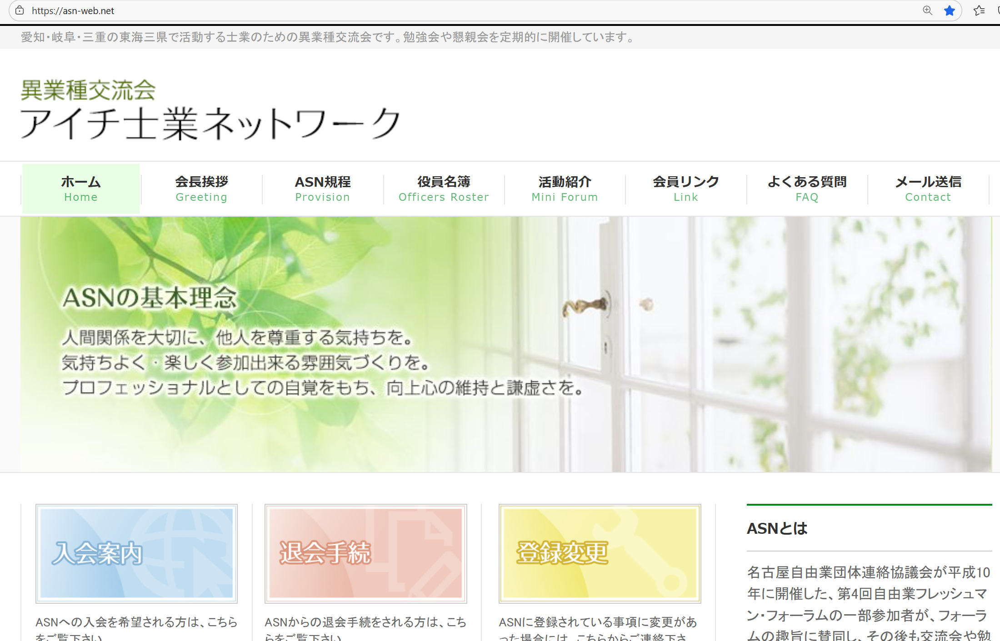 https://asn-web.net
愛知・岐阜・三重の東海三県で活動する士業のための異業種交流会です。勉強会や懇親会を定期的に開催しています。
異業種交流会
アイチ士業ネットワーク
ホーム 会長挨拶 ASN規程 役員名簿 活動紹介 会員リンク よくある質問 メール送信
Home Greeting Provision Officers Roster Mini Forum Link FAQ Contact
ASNの基本理念
人間関係を大切に、他人を尊重する気持ちを。
気持ちよく・楽しく参加出来る雰囲気づくりを。
プロフェッショナルとしての自覚をもち、向上心の維持と謙虚さを。
入会案内
ASNへの入会を希望される方は、こちら
をご覧下さい
退会手続
ASNからの退会手続をされる方は、こち
らをご覧下さい
登録変更
ASNに登録されている事項に変更があ
った場合には、こちらからご連絡下さ
ASNとは
名古屋自由業団体連絡協議会が平成10
年に開催した、第4回自由業フレッシュマ
ン・フォーラムの一部参加者が、フォーラ
ムの趣旨に賛同し、その後も交流会や勉